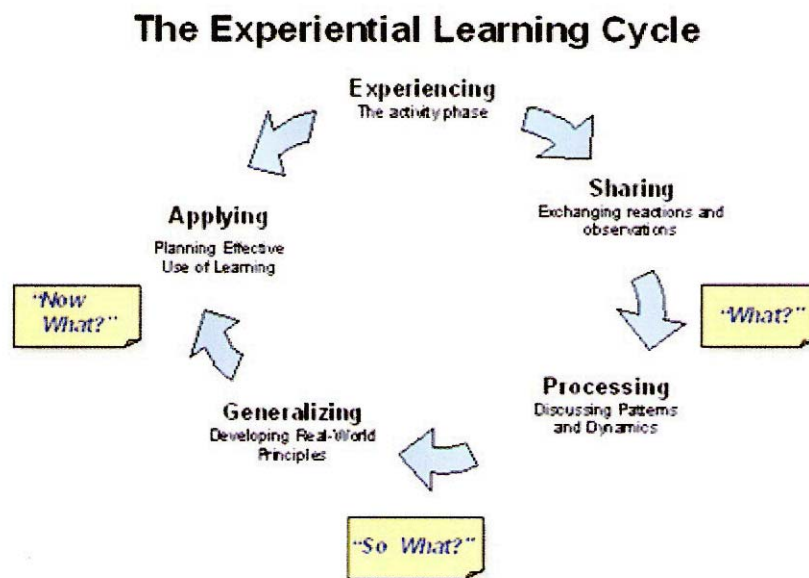 The Experiential Learning Cycle
Experiencing
The activity phase
Sharing
Exchanging reactions and
observations
"What?"
Processing
Discussing Patterns
and Dynamics
"So What?"
Generalizing
Developing Real-World
Principles
"Now
What?"
Applying
Planning Effective
Use of Learning